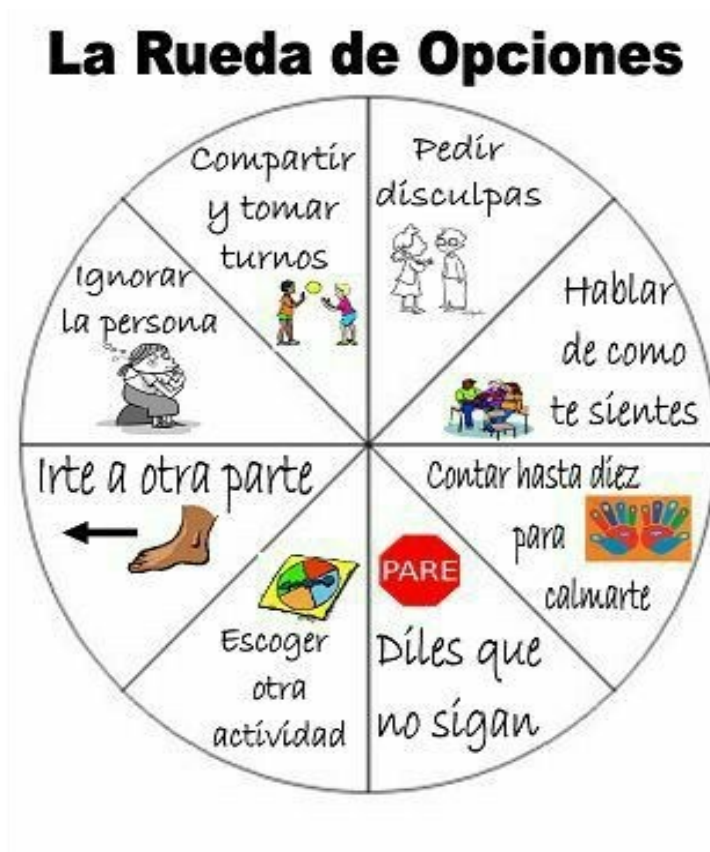 La Rueda de Opciones
Compartir
y tomar
turnos
Pedir
disculpas
Hablar
de como
te sientes
Contar hasta diez
para
calmarte
PARE
Diles que
no sigan
Escoger
otra
actividad
Irte a otra parte
Ignorar
la persona